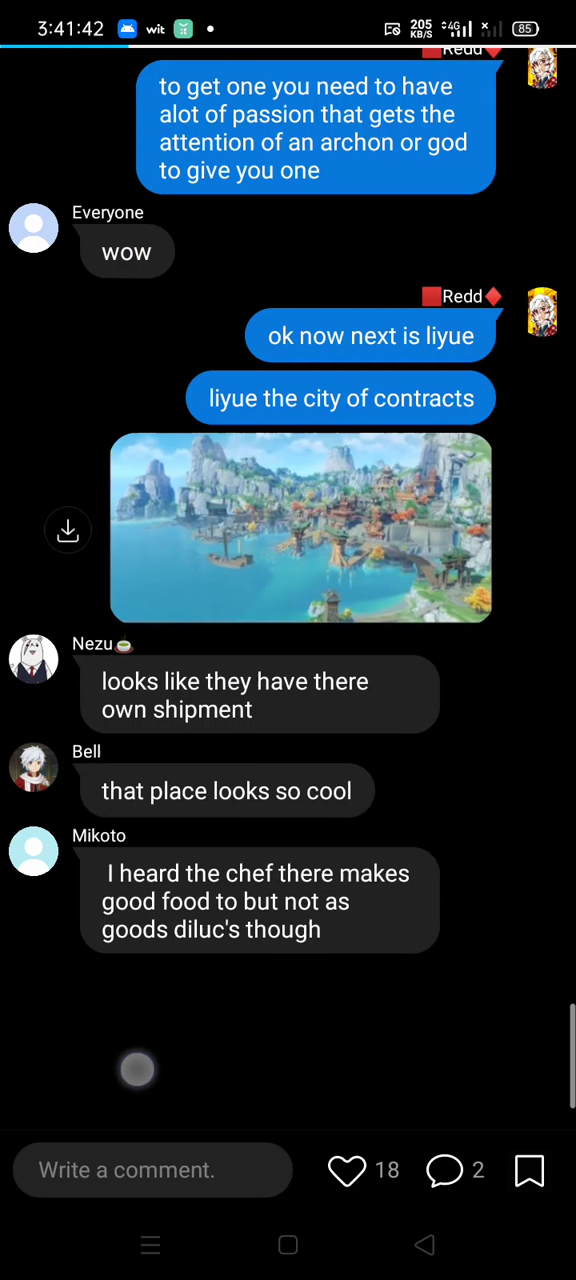 3:41:42 wit 205 KB/S 4G 85
Redd
to get one you need to have
alot of passion that gets the
attention of an archon or god
to give you one
Everyone
wow
Redd
ok now next is liyue
liyue the city of contracts
Nezu
looks like they have there
own shipment
Bell
that place looks so cool
Mikoto
I heard the chef there makes
good food to but not as
goods diluc's though
Write a comment.
18
2